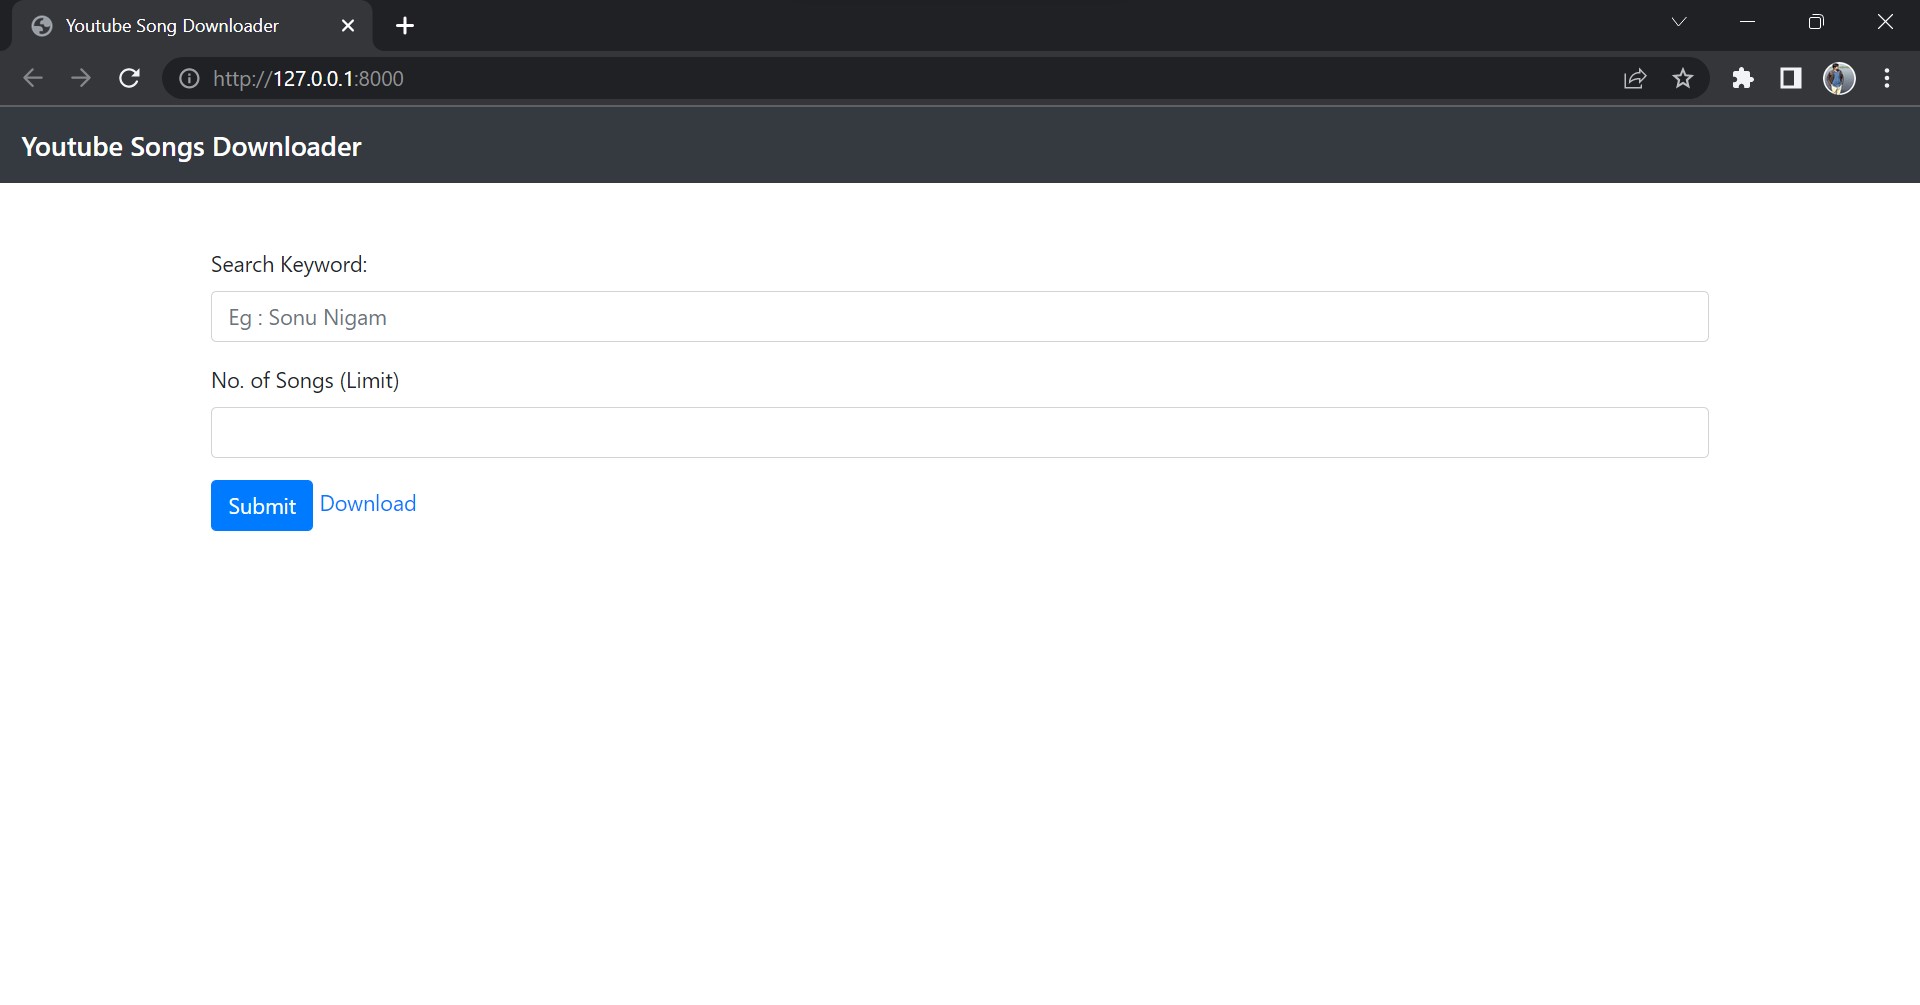 Youtube Song Downloader
http://127.0.0.1:8000
Youtube Songs Downloader
Search Keyword:
Eg : Sonu Nigam
No. of Songs (Limit)
Submit Download